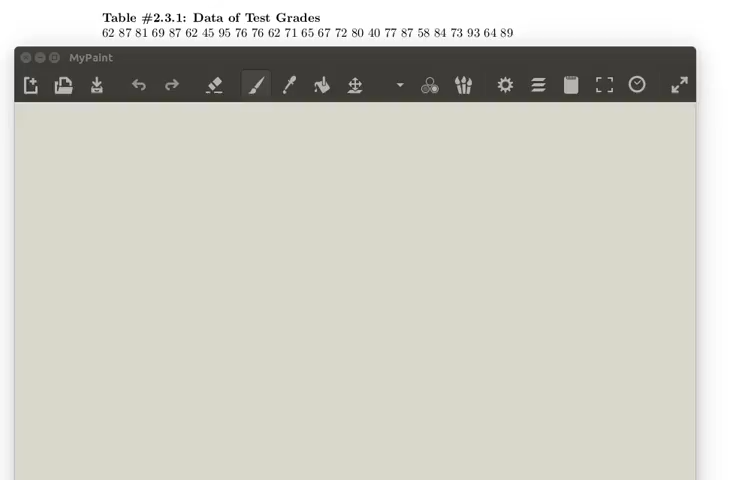 Table #2.3.1: Data of Test Grades
62 87 81 69 87 62 45 95 76 76 62 71 65 67 72 80 40 77 87 58 84 73 93 64 89
MyPaint